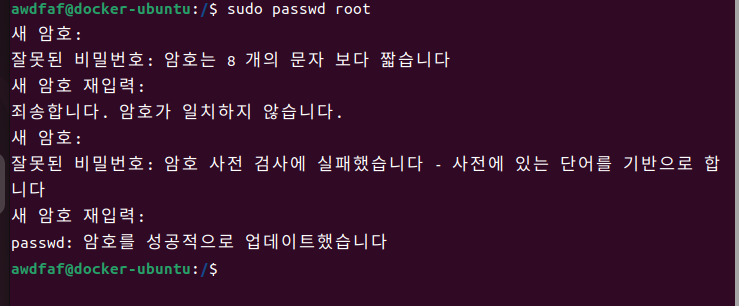 awdfaf@docker-ubuntu:/$ sudo passwd root
새 암호:
잘못된 비밀번호: 암호는 8 개의 문자 보다 짧습니다
새 암호 재입력:
죄송합니다. 암호가 일치하지 않습니다.
새 암호:
잘못된 비밀번호: 암호 사전 검사에 실패했습니다 - 사전에 있는 단어를 기반으로 합
니다
새 암호 재입력:
passwd: 암호를 성공적으로 업데이트했습니다
awdfaf@docker-ubuntu:/$